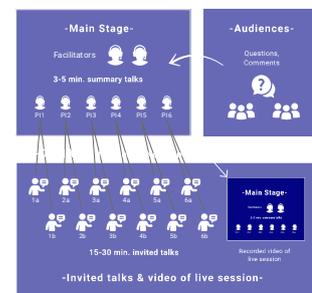 -Main Stage-
Facilitators
3-5 min. summary talks
PI1 PI2 PI3 PI4 PI5 PI6
-Audiences-
Questions,
Comments
?
1a 2a 3a 4a 5a 6a
1b 2b 3b 4b 5b 6b
15-30 min. invited talks
-Invited talks & video of live session-
-Main Stage-
Recorded video of
live session